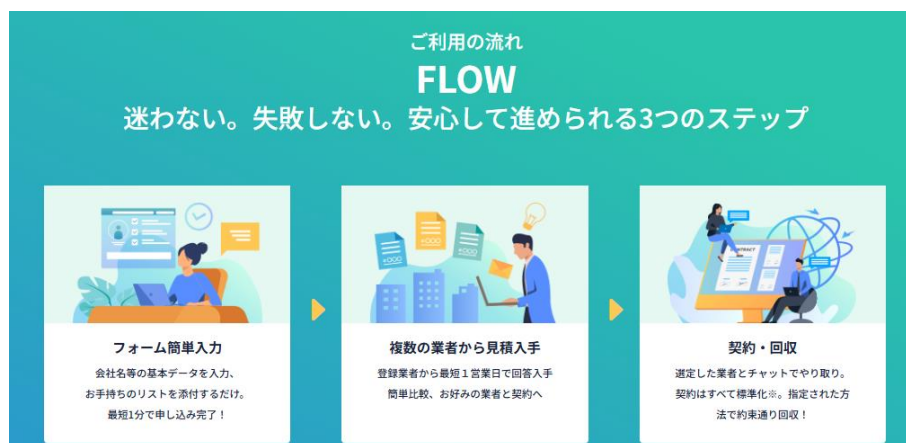 ご利用の流れ
FLOW
迷わない。失敗しない。安心して進められる3つのステップ
フォーム簡単入力
会社名等の基本データを入力、
お手持ちのリストを添付するだけ。
最短1分で申し込み完了！
¥000
¥000
¥000
複数の業者から見積入手
登録業者から最短１営業日で回答入手
簡単比較、お好みの業者と契約へ
CONTRACT
契約・回収
選定した業者とチャットでやり取り。
契約はすべて標準化※。指定された方
法で約束通り回収！